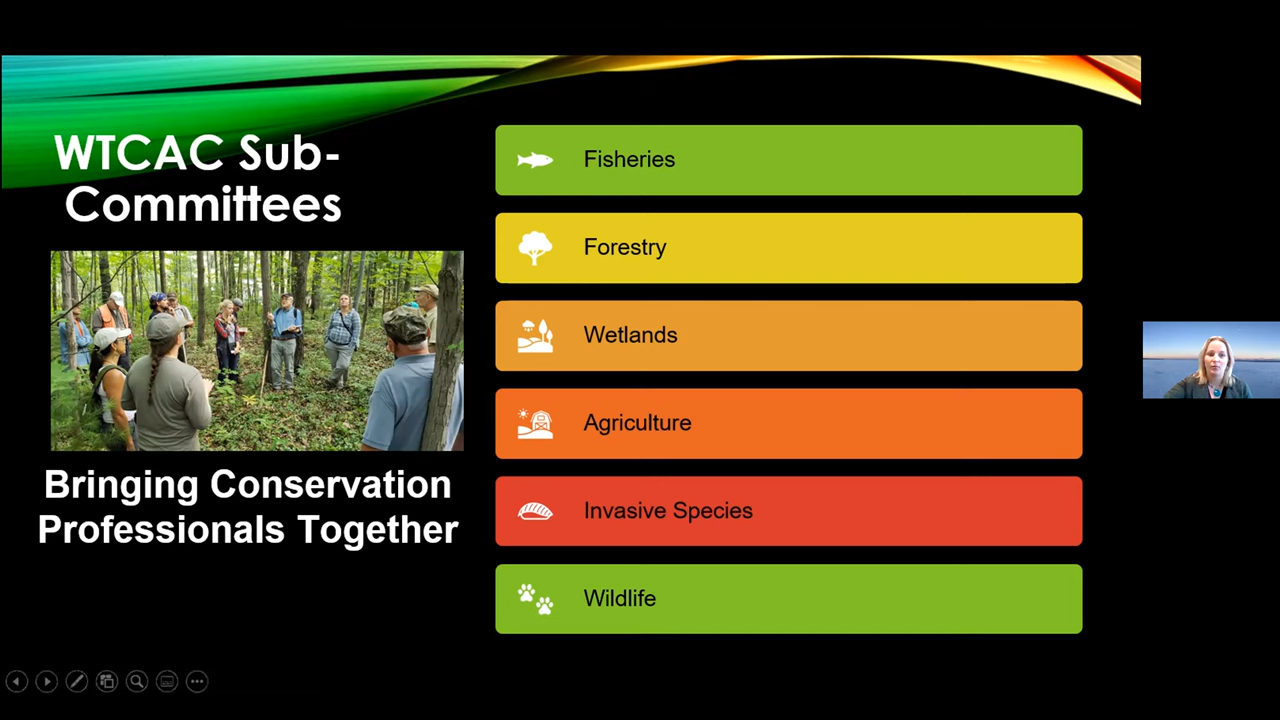 WTCAC Sub-
Committees
Bringing Conservation
Professionals Together
Fisheries
Forestry
Wetlands
Agriculture
Invasive Species
Wildlife